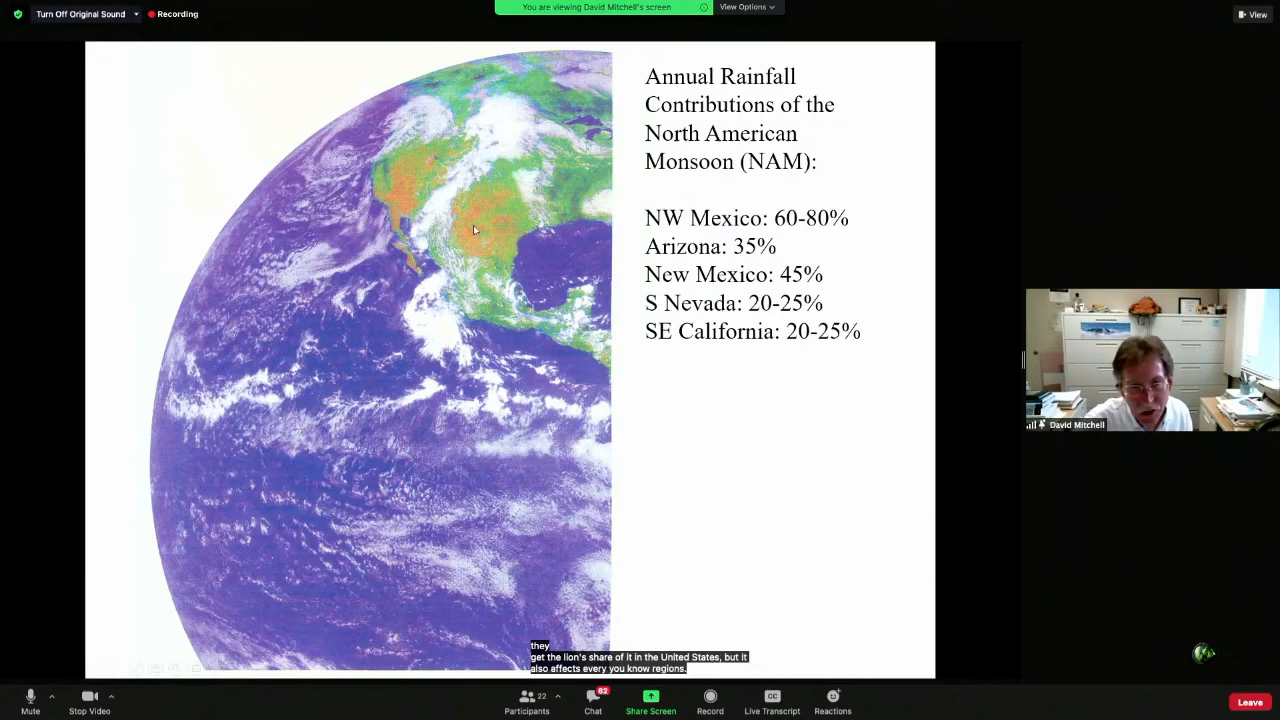 Turn Off Original Sound
Recording
You are viewing David Mitchell's screen
View Options
View
Annual Rainfall
Contributions of the
North American
Monsoon (NAM):
NW Mexico: 60-80%
Arizona: 35%
New Mexico: 45%
S Nevada: 20-25%
SE California: 20-25%
David Mitchell
they
get the lion's share of it in the United States, but it
also affects every you know regions.
Mute
Stop Video
Participants
22
Chat
62
Share Screen
Record
CC
Live Transcript
Reactions
Leave